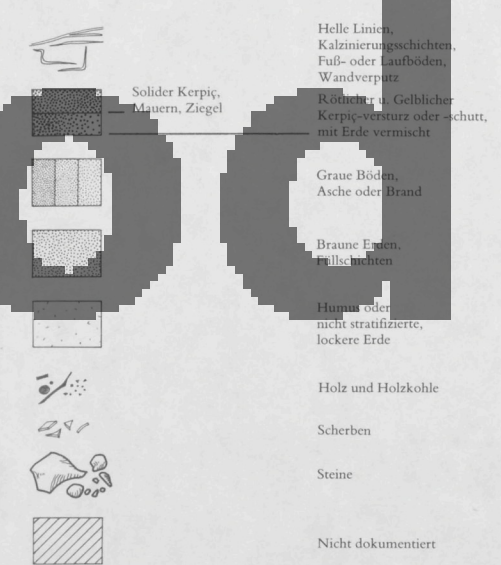 Helle Linien,
Kalzinierungsschichten,
Fuß- oder Laufböden,
Wandverputz
Solider Kerpiç,
Mauern, Ziegel
Rötlicher u. Gelblicher
Kerpiç-versturz oder -schutt,
mit Erde vermischt
Graue Böden,
Asche oder Brand
Braune Erden,
Füllschichten
Humus oder
nicht stratifizierte,
lockere Erde
Holz und Holzkohle
Scherben
Steine
Nicht dokumentiert